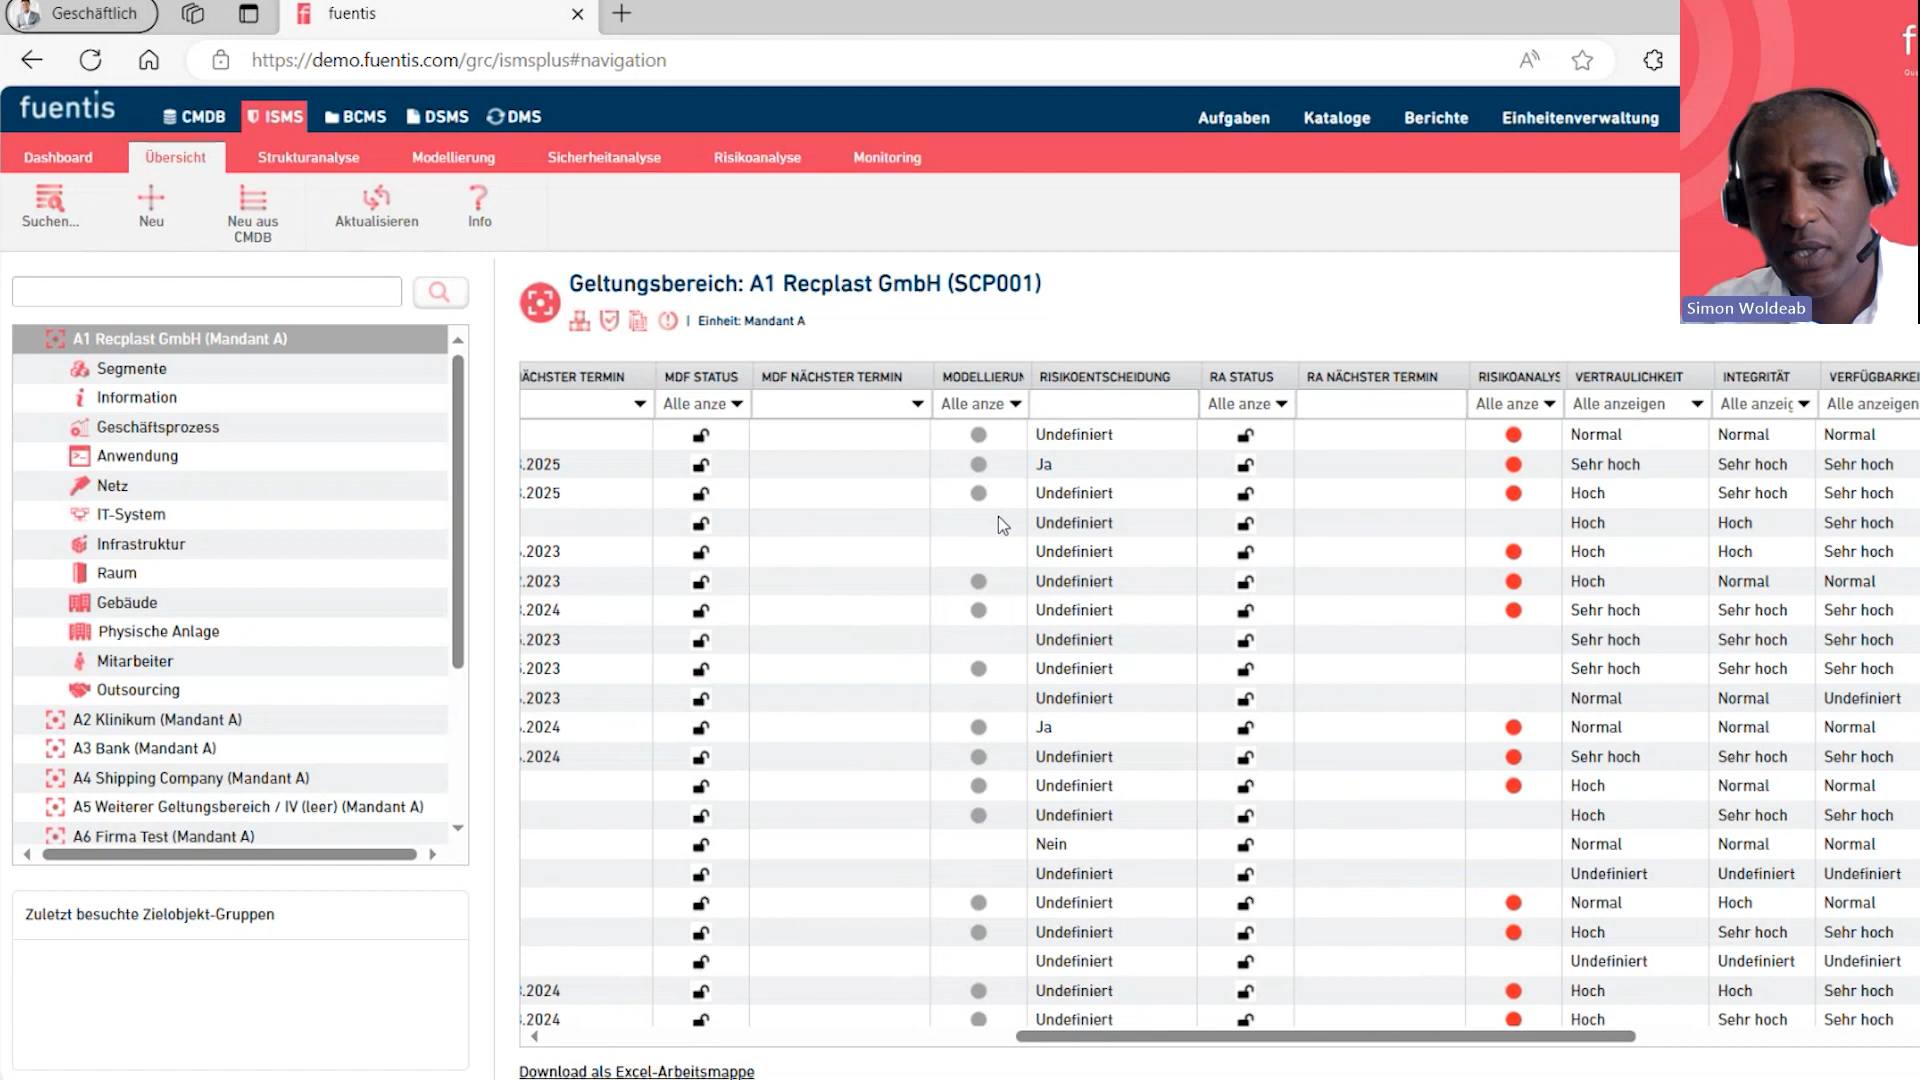 Geschäftlich
fuentis
https://demo.fuentis.com/grc/ismsplus#navigation
fuentis CMDB ISMS BCMS DSMS DMS Aufgaben Kataloge Berichte Einheitenverwaltung
Dashboard Übersicht Strukturanalyse Modellierung Sicherheitanalyse Risikoanalyse Monitoring
Suchen... Neu Neu aus CMDB Aktualisieren Info
Simon Woldeab
A1 Recplast GmbH (Mandant A)
Segmente
Information
Geschäftsprozess
Anwendung
Netz
IT-System
Infrastruktur
Raum
Gebäude
Physische Anlage
Mitarbeiter
Outsourcing
A2 Klinikum (Mandant A)
A3 Bank (Mandant A)
A4 Shipping Company (Mandant A)
A5 Weiterer Geltungsbereich / IV (leer) (Mandant A)
A6 Firma Test (Mandant A)
Zuletzt besuchte Zielobjekt-Gruppen
Geltungsbereich: A1 Recplast GmbH (SCP001)
| Einheit: Mandant A
ÄCHSTER TERMIN MDF STATUS MDF NÄCHSTER TERMIN MODELLIERUN RISIKOENTSCHEIDUNG RA STATUS RA NÄCHSTER TERMIN RISIKOANALYS VERTRAULICHKEIT INTEGRITÄT VERFÜGBARKEI
Alle anze Alle anze Alle anze Alle anze Alle anzeigen Alle anzeig Alle anzeigen
Undefiniert Normal Normal Normal
.2025 Ja Sehr hoch Sehr hoch Sehr hoch
.2025 Undefiniert Hoch Sehr hoch Sehr hoch
Undefiniert Hoch Hoch Sehr hoch
.2023 Undefiniert Hoch Hoch Sehr hoch
.2023 Undefiniert Hoch Normal Normal
.2024 Undefiniert Sehr hoch Sehr hoch Sehr hoch
.2023 Undefiniert Sehr hoch Sehr hoch Sehr hoch
.2023 Undefiniert Sehr hoch Sehr hoch Sehr hoch
.2023 Undefiniert Normal Normal Undefiniert
.2024 Ja Normal Normal Normal
.2024 Undefiniert Sehr hoch Sehr hoch Sehr hoch
Undefiniert Hoch Normal Normal
Undefiniert Hoch Sehr hoch Sehr hoch
Nein Normal Normal Normal
Undefiniert Undefiniert Undefiniert Undefiniert
Undefiniert Normal Hoch Normal
Undefiniert Hoch Sehr hoch Sehr hoch
Undefiniert Undefiniert Undefiniert Undefiniert
.2024 Undefiniert Hoch Hoch Sehr hoch
.2024 Undefiniert Hoch Sehr hoch Sehr hoch
Download als Excel-Arbeitsmappe